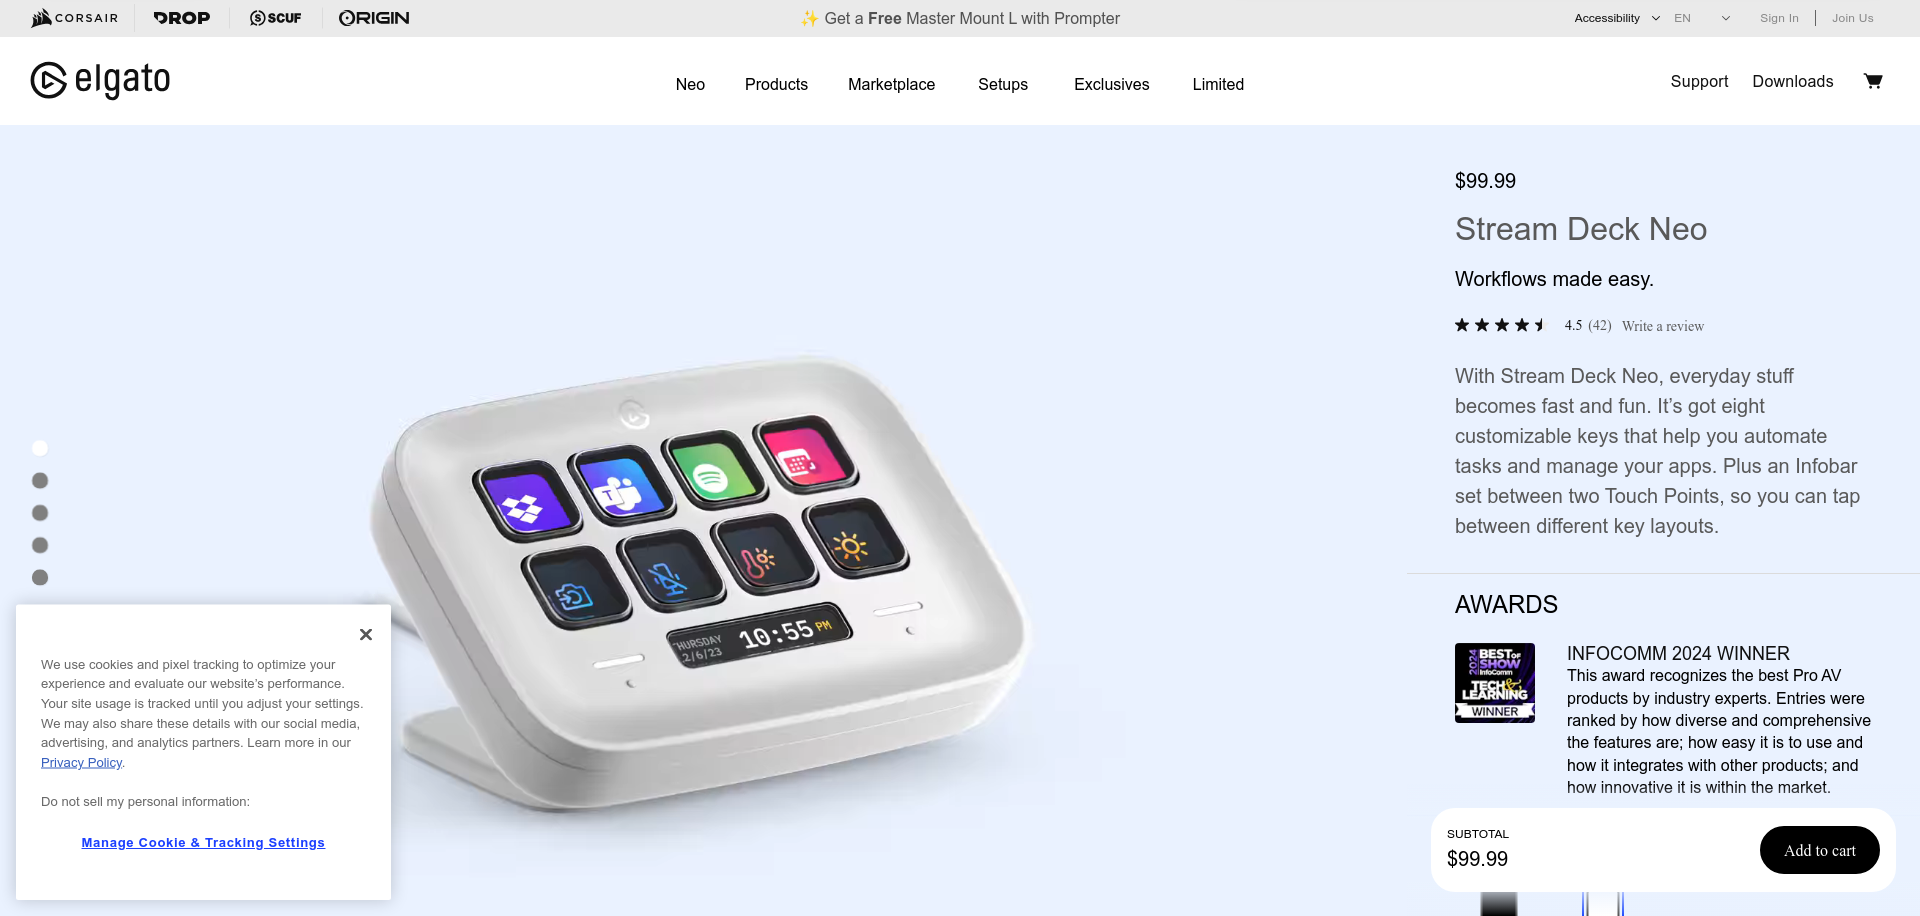 CORSAIR
DROP
SCUF
ORIGIN
✨ Get a Free Master Mount L with Prompter
Accessibility
EN
Sign In
Join Us
elgato
Neo
Products
Marketplace
Setups
Exclusives
Limited
Support
Downloads
$99.99
Stream Deck Neo
Workflows made easy.
4.5 (42) Write a review
With Stream Deck Neo, everyday stuff
becomes fast and fun. It’s got eight
customizable keys that help you automate
tasks and manage your apps. Plus an Infobar
set between two Touch Points, so you can tap
between different key layouts.
T
THURSDAY
2/6/23
10:55 PM
AWARDS
2024
BEST OF
SHOW
InfoComm
TECH &
LEARNING
WINNER
INFOCOMM 2024 WINNER
This award recognizes the best Pro AV
products by industry experts. Entries were
ranked by how diverse and comprehensive
the features are; how easy it is to use and
how it integrates with other products; and
how innovative it is within the market.
SUBTOTAL
$99.99
Add to cart
We use cookies and pixel tracking to optimize your
experience and evaluate our website’s performance.
Your site usage is tracked until you adjust your settings.
We may also share these details with our social media,
advertising, and analytics partners. Learn more in our
Privacy Policy.
Do not sell my personal information:
Manage Cookie & Tracking Settings